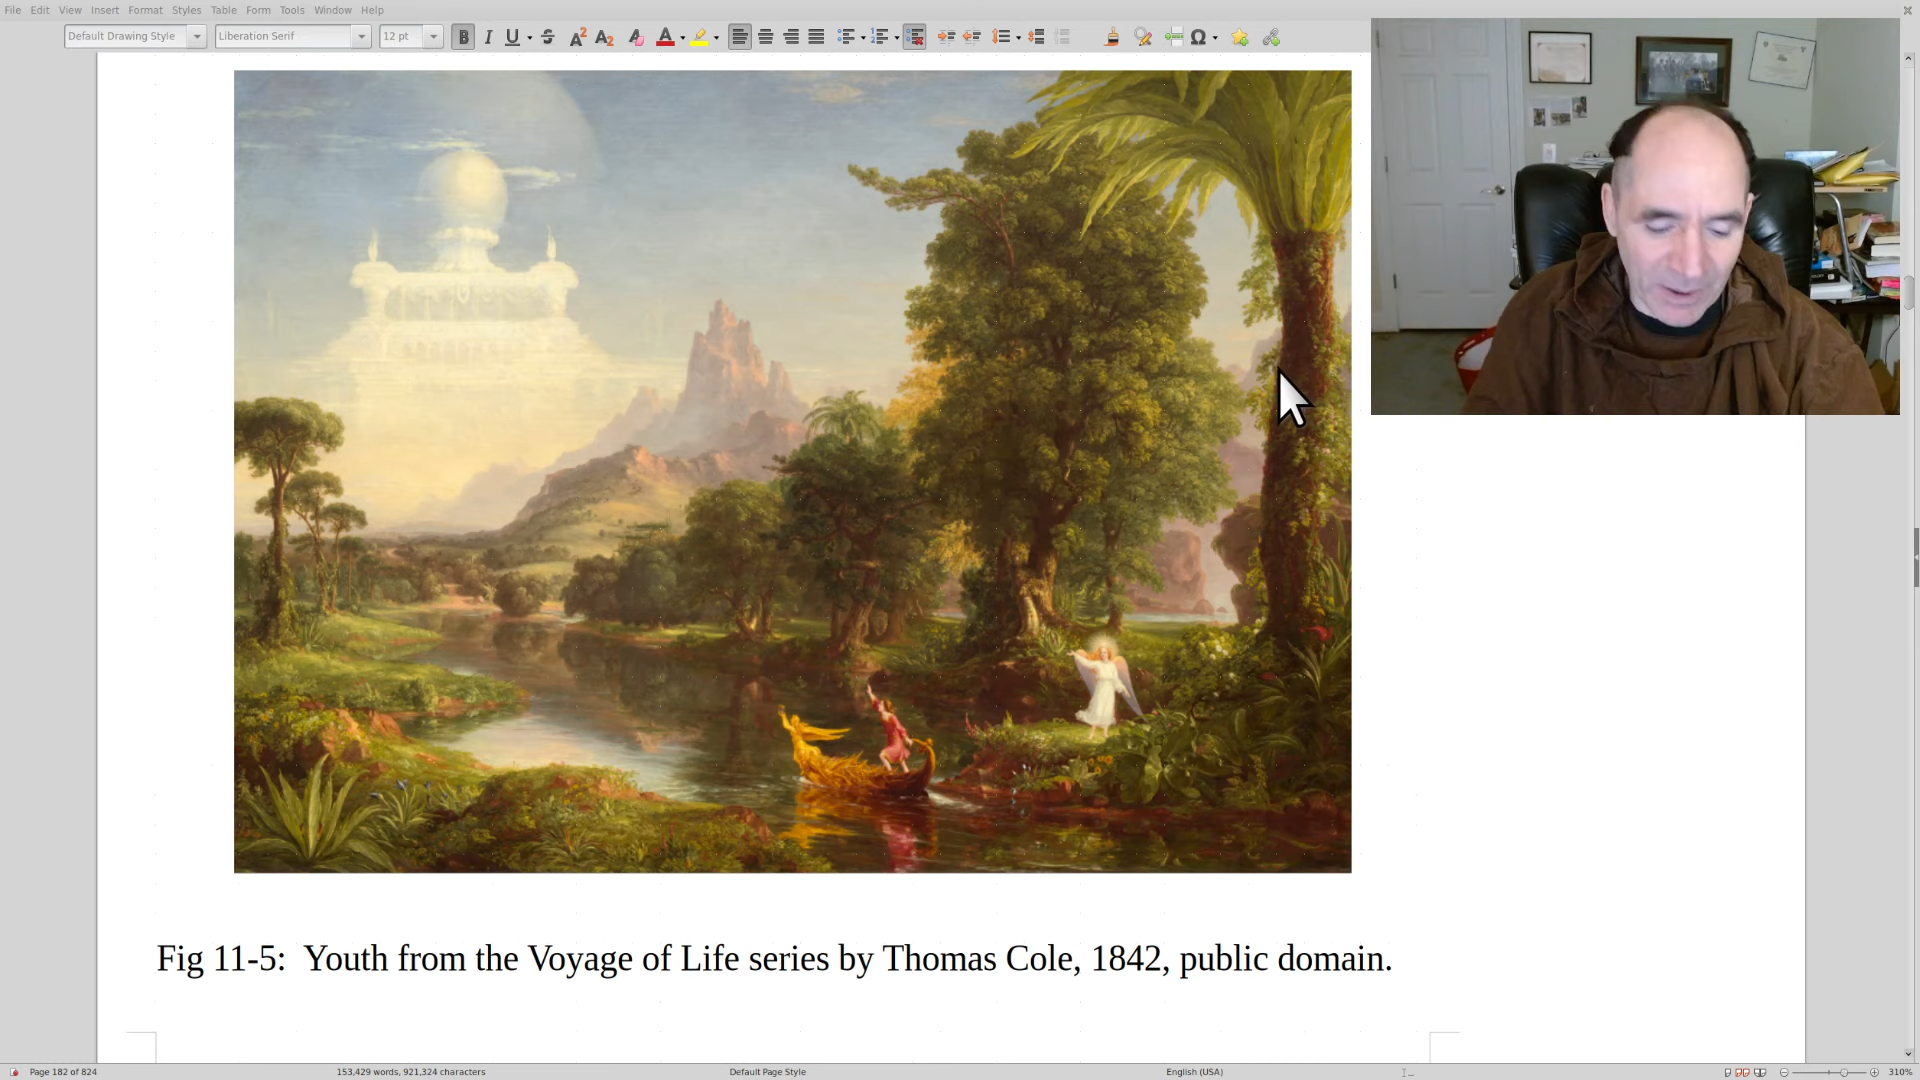 File Edit View Insert Format Styles Table Form Tools Window Help
Default Drawing Style Liberation Serif 12 pt
Fig 11-5: Youth from the Voyage of Life series by Thomas Cole, 1842, public domain.
Page 182 of 824 153,429 words, 921,324 characters Default Page Style English (USA) 310%